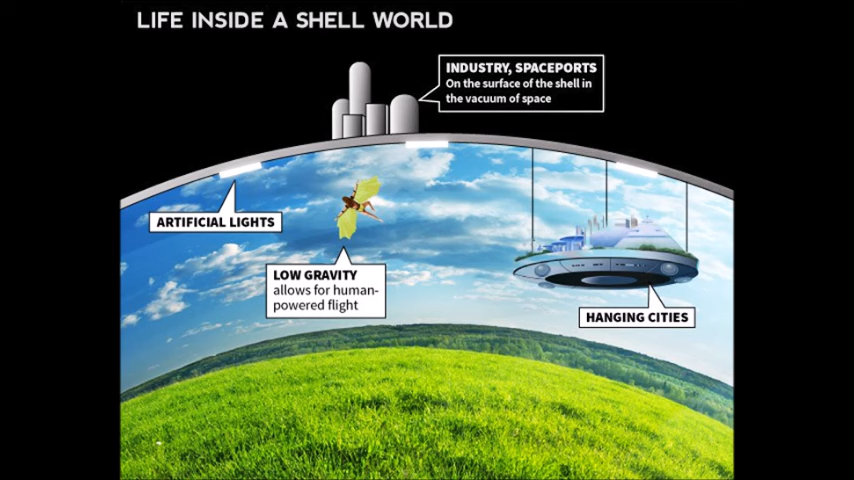 LIFE INSIDE A SHELL WORLD
INDUSTRY, SPACEPORTS
On the surface of the shell in
the vacuum of space
ARTIFICIAL LIGHTS
LOW GRAVITY
allows for human-
powered flight
HANGING CITIES